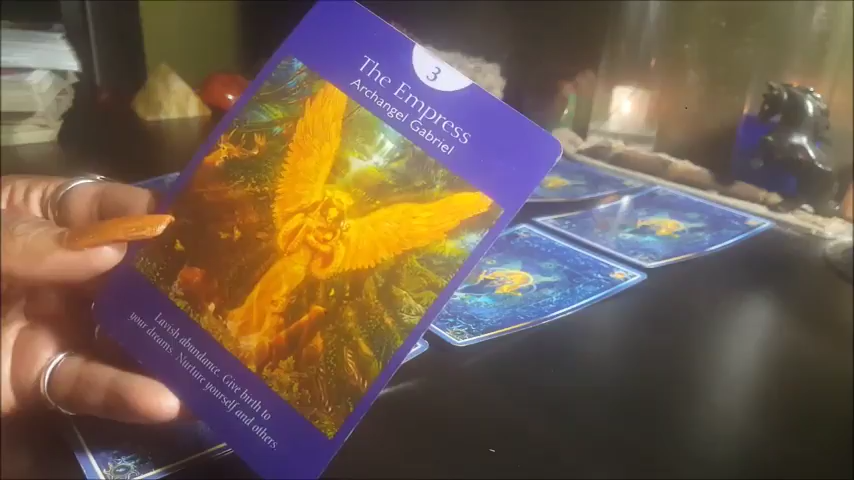 3
The Empress
Archangel Gabriel
Lavish abundance. Give birth to
your dreams. Nurture yourself and others.